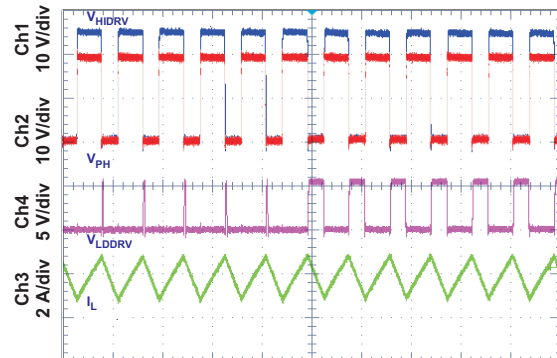 Ch1
10 V/div
VHIDRV
Ch2
10 V/div
VPH
Ch4
5 V/div
VLDDRV
Ch3
2 A/div
IL